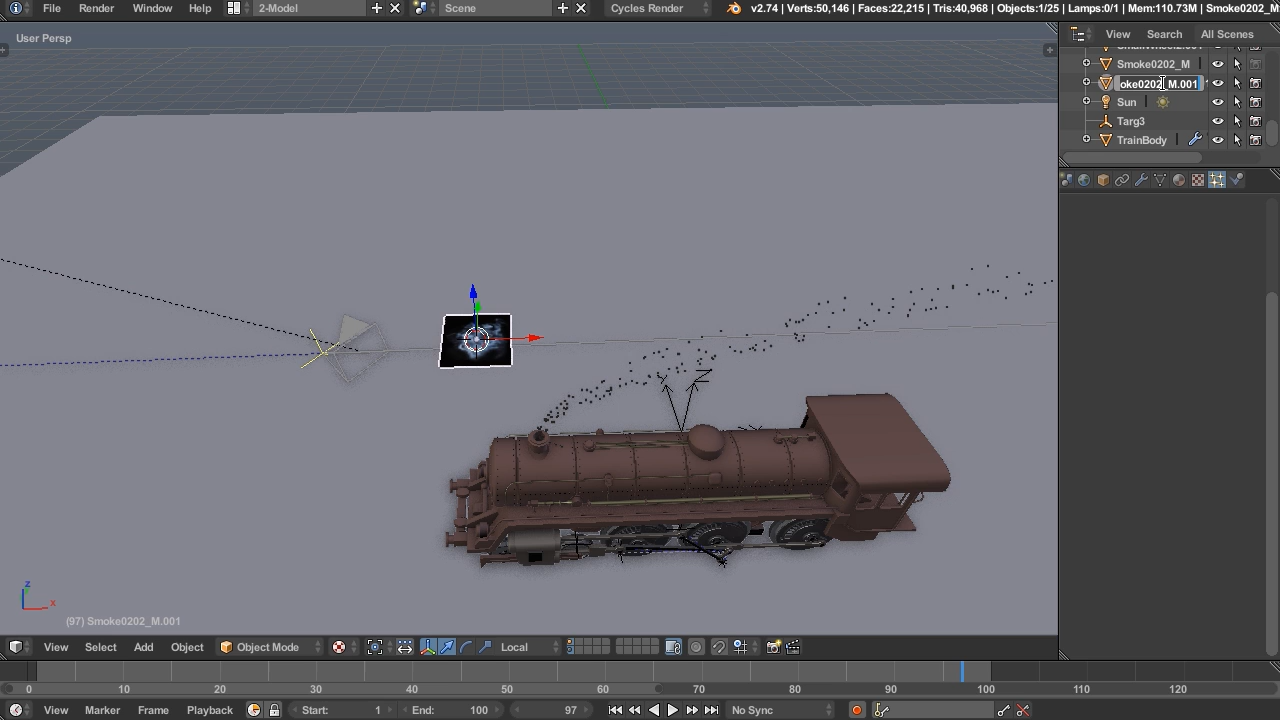 File Render Window Help 2-Model Scene Cycles Render v2.74 | Verts:50,146 | Faces:22,215 | Tris:40,968 | Objects:1/25 | Lamps:0/1 | Mem:110.73M | Smoke0202_M
User Persp
View Search All Scenes
Smoke0202_M
oke0202_M.001
Sun
Targ3
TrainBody
z
x
(97) Smoke0202_M.001
View Select Add Object Object Mode Local
0 10 20 30 40 50 60 70 80 90 100 110 120
View Marker Frame Playback Start: 1 End: 100 97 No Sync